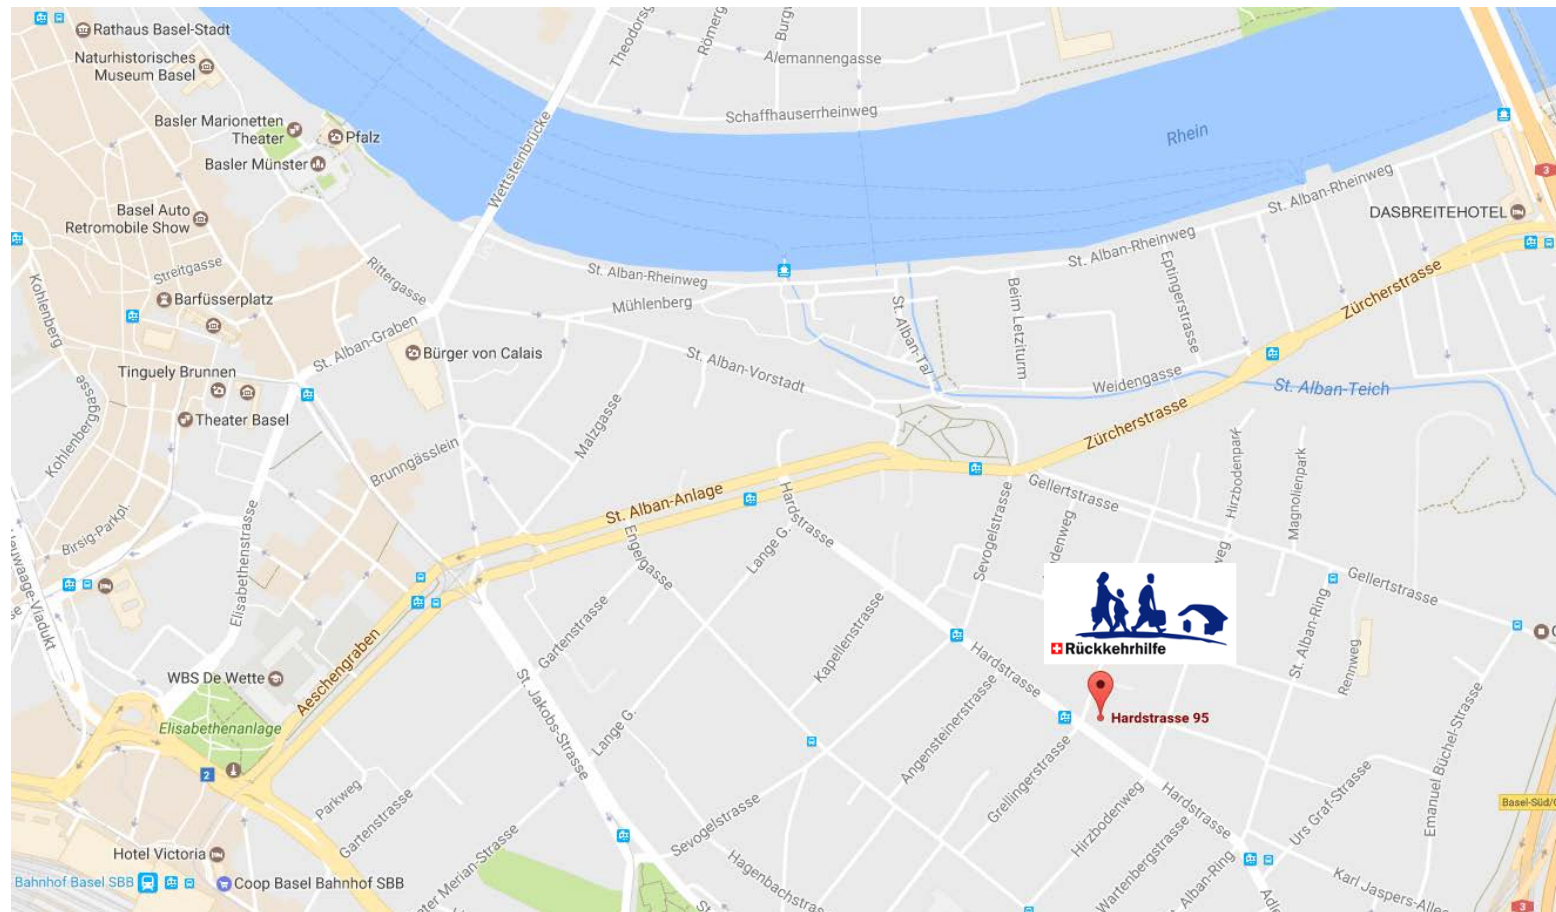 Rathaus Basel-Stadt
Naturhistorisches
Museum Basel
Basler Marionetten
Theater
Pfalz
Basler Münster
Basel Auto
Retromobile Show
Streitgasse
Rittergasse
Kohlenberg
Barfüsserplatz
St. Alban-Graben
Bürger von Calais
Tinguely Brunnen
Theater Basel
Kohlenberggasse
Brunngässlein
Malzgasse
Birsig-Parkpl.
Elisabethenstrasse
WBS De Wette
Aeschengraben
Elisabethenanlage
2
Parkweg
Gartenstrasse
Hotel Victoria
Bahnhof Basel SBB
Coop Basel Bahnhof SBB
Alemannengasse
Schaffhauserrheinweg
Wettsteinbrücke
Rhein
St. Alban-Rheinweg
Mühlenberg
St. Alban-Vorstadt
St. Alban-Tal
St. Alban-Rheinweg
St. Alban-Rheinweg
Beim Letziturm
Eptingerstrasse
DASBREITEHOTEL
3
Zürcherstrasse
Weidengasse
St. Alban-Teich
Zürcherstrasse
St. Alban-Anlage
Hardstrasse
Lange G.
Engelgasse
Gartenstrasse
Kapellenstrasse
St. Jakobs-Strasse
Lange G.
Sevogelstrasse
Gellertstrasse
Hirzbodenpark
Magnolienpark
Gellertstrasse
Rückkehrhilfe
St. Alban-Ring
Rennweg
Hardstrasse
Hardstrasse 95
Angensteinerstrasse
Grellingerstrasse
Hirzbodenweg
Hardstrasse
Urs Graf-Strasse
Emanuel Büchel-Strasse
Basel-Süd/
Wartenbergstrasse
Alban-Ring
Karl Jaspers-Alle
Sevogelstrasse
3